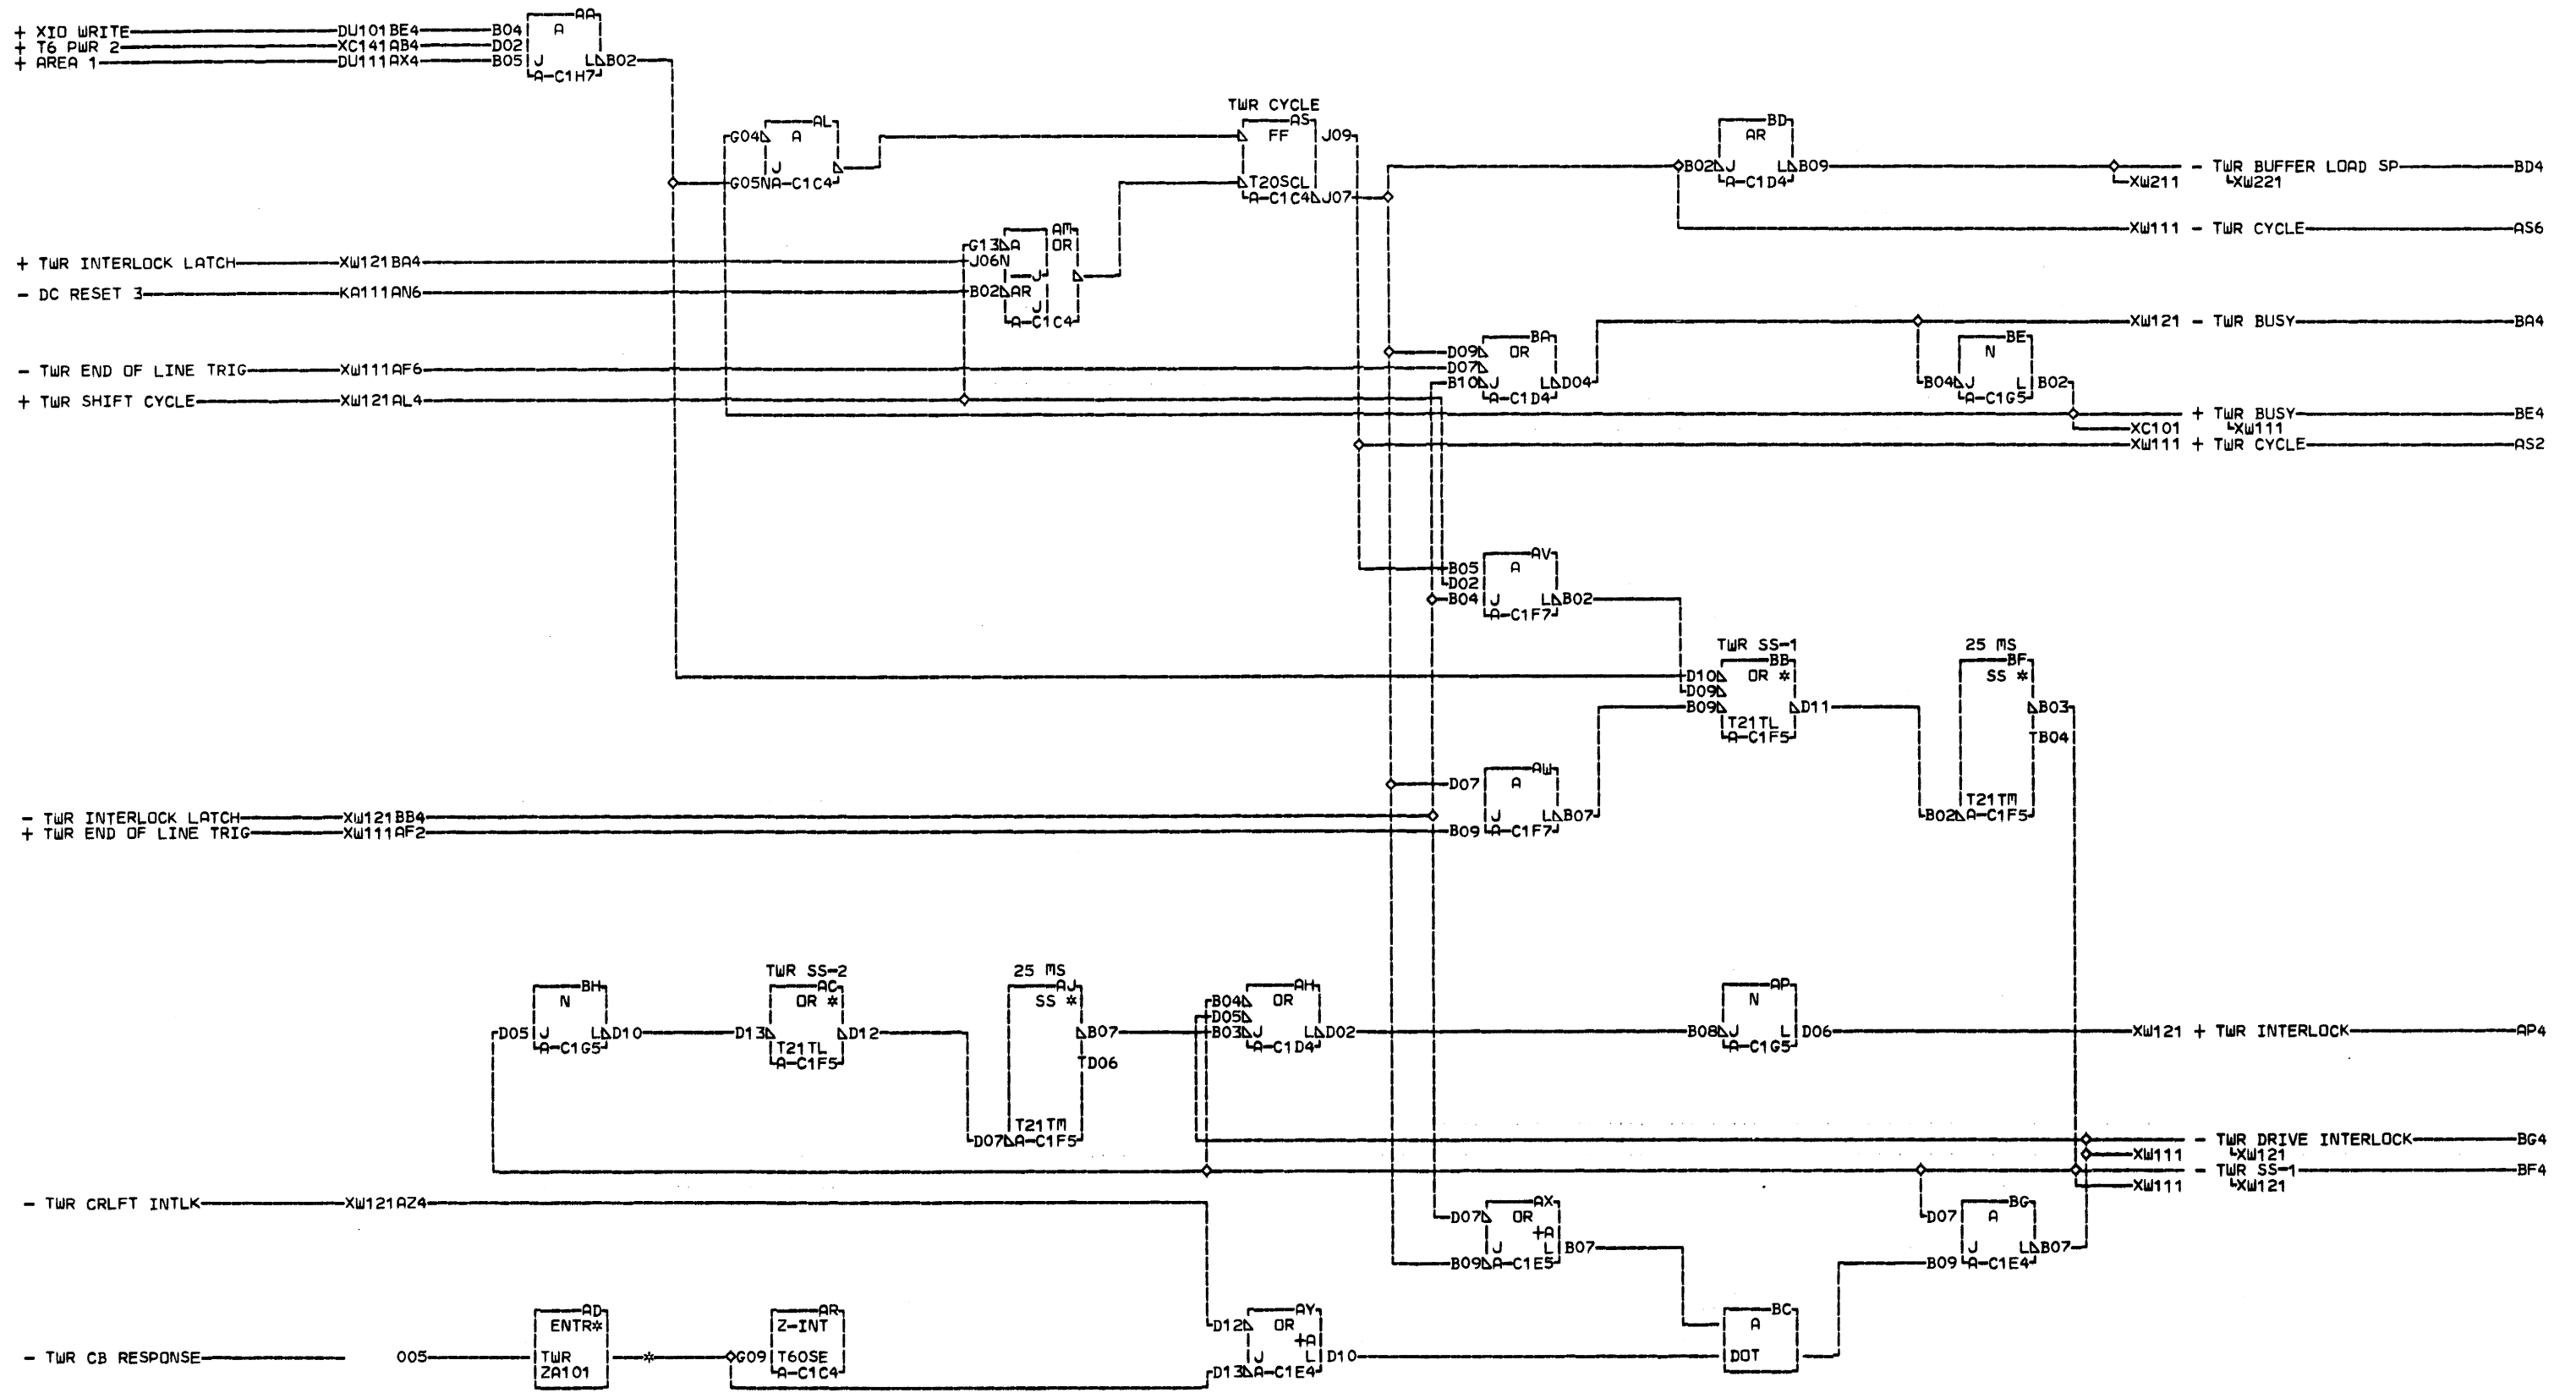 AA
+ XIO WRITE DU101BE4 B04 A
+ T6 PWR 2 XC141AB4 D02
+ AREA 1 DU111AX4 B05 J L B02
A-C1H7
TWR CYCLE
AL AS BD
G04 A FF J09 AR
J B02 J L B09 - TWR BUFFER LOAD SP BD4
G05N A-C1C4 T20SCL A-C1D4 XW211 XW221
A-C1C4 J07
AM XW111 - TWR CYCLE AS6
G13 A OR
+ TWR INTERLOCK LATCH XW121BA4 J06N
J
- DC RESET 3 KA111AN6 B02 AR
J
A-C1C4 XW121 - TWR BUSY BA4
BA BE
D09 OR N
- TWR END OF LINE TRIG XW111AF6 D07
B10 J L D04 B04 J L B02
+ TWR SHIFT CYCLE XW121AL4 A-C1D4 A-C1G5
+ TWR BUSY BE4
XC101 XW111
XW111 + TWR CYCLE AS2
AV
B05 A
D02
B04 J L B02
A-C1F7
TWR SS-1 25 MS
BB BF
D10 OR * SS *
D09
B09 D11 B03
T21TL TB04
A-C1F5
AW
D07 A
T21TM
- TWR INTERLOCK LATCH XW121BB4 J L B07 B02 A-C1F5
+ TWR END OF LINE TRIG XW111AF2 B09 A-C1F7
TWR SS-2 25 MS
BH AC AJ AH AP
N OR * SS * B04 OR N
D05
D05 J L D10 D13 D12 B07 B03 J L D02 B08 J L D06 XW121 + TWR INTERLOCK AP4
A-C1G5 T21TL A-C1D4 A-C1G5
A-C1F5 TD06
T21TM
D07 A-C1F5 - TWR DRIVE INTERLOCK BG4
XW111 XW121
- TWR SS-1 BF4
XW111 XW121
- TWR CRLFT INTLK XW121AZ4 AX BG
D07 OR D07 A
+A
J L B07 J L B07
B09 A-C1E5 B09 A-C1E4
AD AR AY BC
ENTR* Z-INT D12 OR A
+A
- TWR CB RESPONSE 005 TWR * G09 T60SE J L D10 DOT
ZA101 A-C1C4 D13 A-C1E4